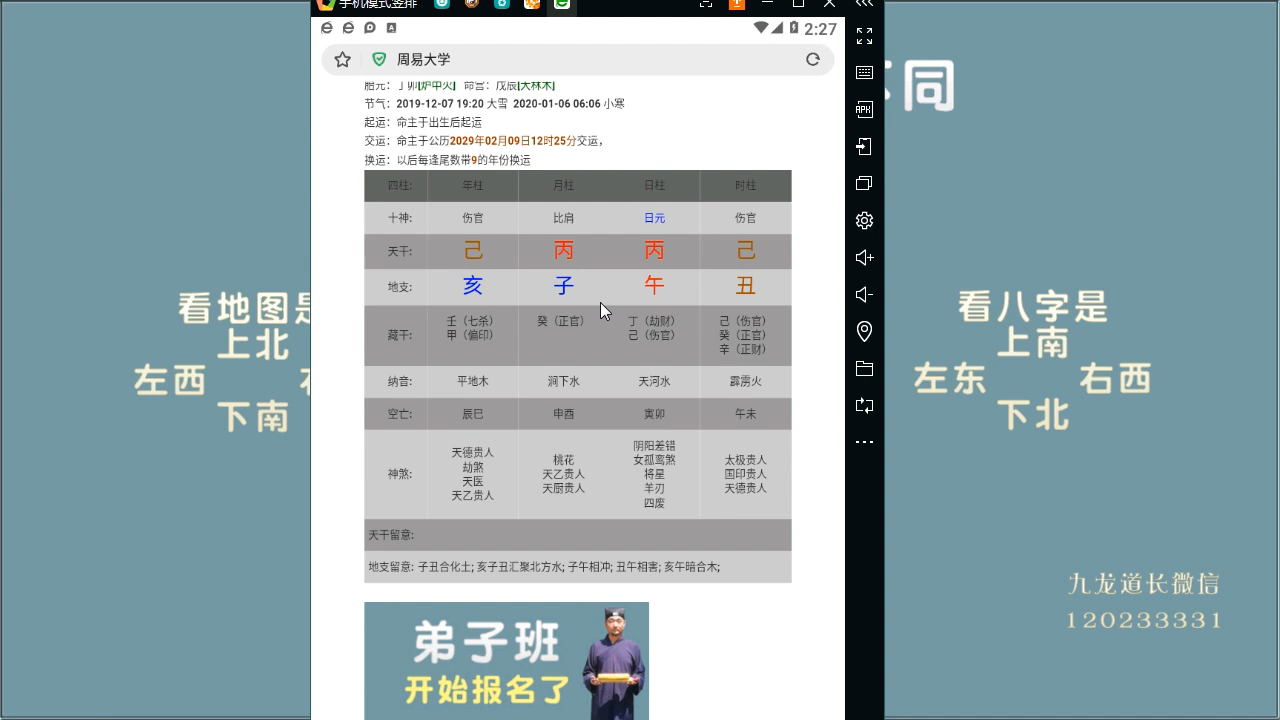 手机模式竖排
2:27
周易大学
胎元：丁卯[炉中火] 命宫：戊辰[大林木]
节气：2019-12-07 19:20 大雪 2020-01-06 06:06 小寒
起运：命主于出生后起运
交运：命主于公历2029年02月09日12时25分交运，
换运：以后每逢尾数带9的年份换运
四柱: 年柱 月柱 日柱 时柱
十神: 伤官 比肩 日元 伤官
天干: 己 丙 丙 己
地支: 亥 子 午 丑
藏干: 壬（七杀） 甲（偏印） 癸（正官） 丁（劫财） 己（伤官） 己（伤官） 癸（正官） 辛（正财）
纳音: 平地木 涧下水 天河水 霹雳火
空亡: 辰巳 申酉 寅卯 午未
神煞: 天德贵人 劫煞 天医 天乙贵人 桃花 天乙贵人 天厨贵人 阴阳差错 女孤鸾煞 将星 羊刃 四废 太极贵人 国印贵人 天德贵人
天干留意:
地支留意: 子丑合化土; 亥子丑汇聚北方水; 子午相冲; 丑午相害; 亥午暗合木;
弟子班
开始报名了
看地图是
上北
左西
下南
同
看八字是
上南
左东 右西
下北
九龙道长微信
120233331